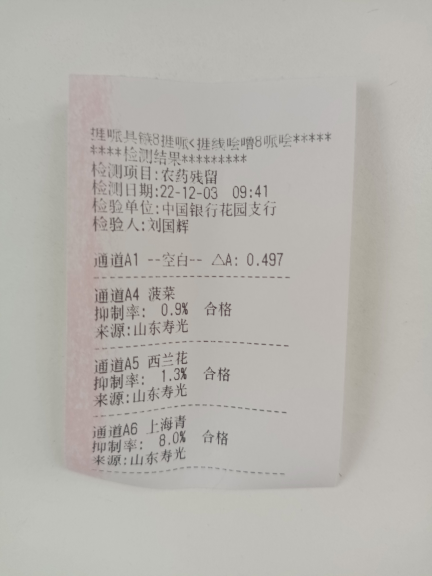 *****
****检测结果*********
检测项目:农药残留
检测日期:22-12-03 09:41
检验单位:中国银行花园支行
检验人:刘国辉
通道A1 --空白-- △A: 0.497
通道A4 菠菜
抑制率: 0.9% 合格
来源:山东寿光
通道A5 西兰花
抑制率: 1.3% 合格
来源:山东寿光
通道A6 上海青
抑制率: 8.0% 合格
来源:山东寿光